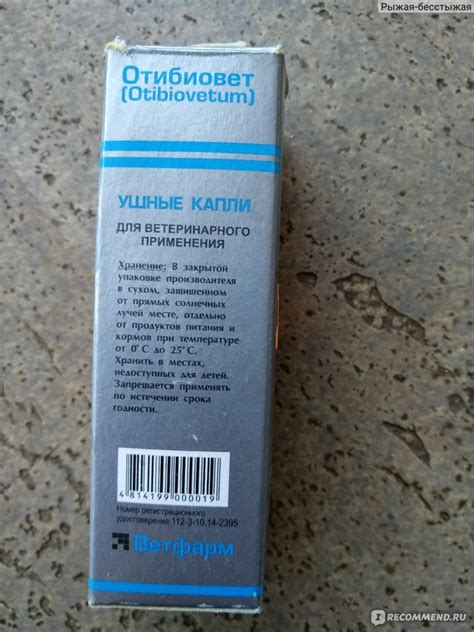 Рыжая-бесстыжая
Отибиовет
(Otibiovetum)
УШНЫЕ КАПЛИ
ДЛЯ ВЕТЕРИНАРНОГО
ПРИМЕНЕНИЯ
Хранение: В закрытой
упаковке производителя
в сухом, защищенном
от прямых солнечных
лучей месте, отдельно
от продуктов питания и
кормов при температуре
от 0°С до 25°С.
Хранить в местах,
недоступных для детей.
Запрещается применять
по истечении срока
годности.
4 814199 000019
Номер регистрационного
удостоверения: 112-3-10.14-2395
Ветфарм
IRECOMMEND.RU